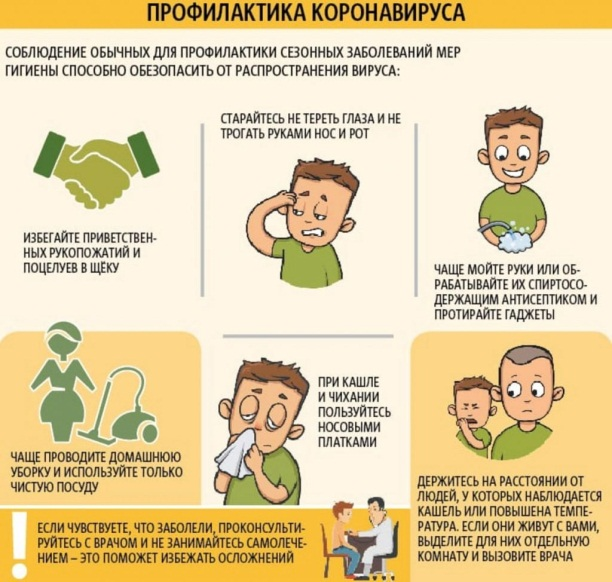 ПРОФИЛАКТИКА КОРОНАВИРУСА
СОБЛЮДЕНИЕ ОБЫЧНЫХ ДЛЯ ПРОФИЛАКТИКИ СЕЗОННЫХ ЗАБОЛЕВАНИЙ МЕР
ГИГИЕНЫ СПОСОБНО ОБЕЗОПАСИТЬ ОТ РАСПРОСТРАНЕНИЯ ВИРУСА:
ИЗБЕГАЙТЕ ПРИВЕТСТВЕН-
НЫХ РУКОПОЖАТИЙ И
ПОЦЕЛУЕВ В ЩЁКУ
СТАРАЙТЕСЬ НЕ ТЕРЕТЬ ГЛАЗА И НЕ
ТРОГАТЬ РУКАМИ НОС И РОТ
ЧАЩЕ МОЙТЕ РУКИ ИЛИ ОБ-
РАБАТЫВАЙТЕ ИХ СПИРТОСО-
ДЕРЖАЩИМ АНТИСЕПТИКОМ И
ПРОТИРАЙТЕ ГАДЖЕТЫ
ЧАЩЕ ПРОВОДИТЕ ДОМАШНЮЮ
УБОРКУ И ИСПОЛЬЗУЙТЕ ТОЛЬКО
ЧИСТУЮ ПОСУДУ
ПРИ КАШЛЕ
И ЧИХАНИИ
ПОЛЬЗУЙТЕСЬ
НОСОВЫМИ
ПЛАТКАМИ
ДЕРЖИТЕСЬ НА РАССТОЯНИИ ОТ
ЛЮДЕЙ, У КОТОРЫХ НАБЛЮДАЕТСЯ
КАШЕЛЬ ИЛИ ПОВЫШЕНА ТЕМПЕ-
РАТУРА. ЕСЛИ ОНИ ЖИВУТ С ВАМИ,
ВЫДЕЛИТЕ ДЛЯ НИХ ОТДЕЛЬНУЮ
КОМНАТУ И ВЫЗОВИТЕ ВРАЧА
!
ЕСЛИ ЧУВСТВУЕТЕ, ЧТО ЗАБОЛЕЛИ, ПРОКОНСУЛЬТИ-
РУЙТЕСЬ С ВРАЧОМ И НЕ ЗАНИМАЙТЕСЬ САМОЛЕЧЕ-
НИЕМ – ЭТО ПОМОЖЕТ ИЗБЕЖАТЬ ОСЛОЖНЕНИЙ